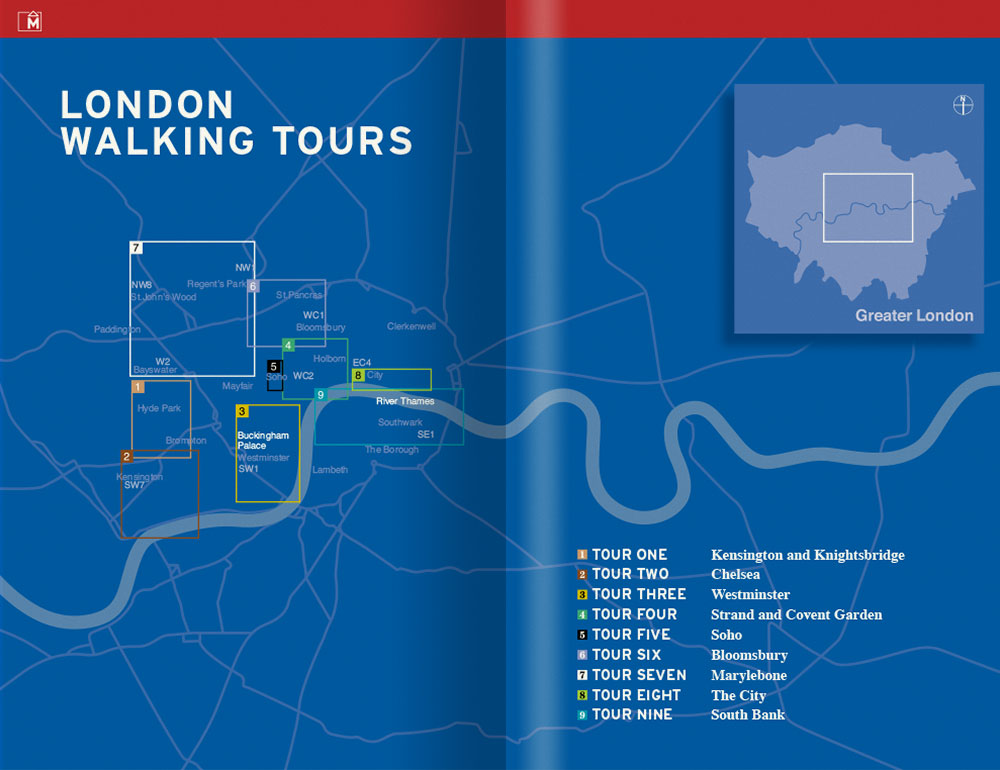 M
LONDON
WALKING TOURS
N
Greater London
7
NW1
6
NW8
Regent's Park
St John's Wood
St Pancras
WC1
Paddington
Bloomsbury
Clerkenwell
4
Holborn
W2
EC4
5
Bayswater
Soho
WC2
8
City
1
Mayfair
9
River Thames
Hyde Park
3
Southwark
Buckingham
Palace
SE1
Brompton
2
Westminster
The Borough
SW1
Lambeth
Kensington
SW7
1 TOUR ONE Kensington and Knightsbridge
2 TOUR TWO Chelsea
3 TOUR THREE Westminster
4 TOUR FOUR Strand and Covent Garden
5 TOUR FIVE Soho
6 TOUR SIX Bloomsbury
7 TOUR SEVEN Marylebone
8 TOUR EIGHT The City
9 TOUR NINE South Bank